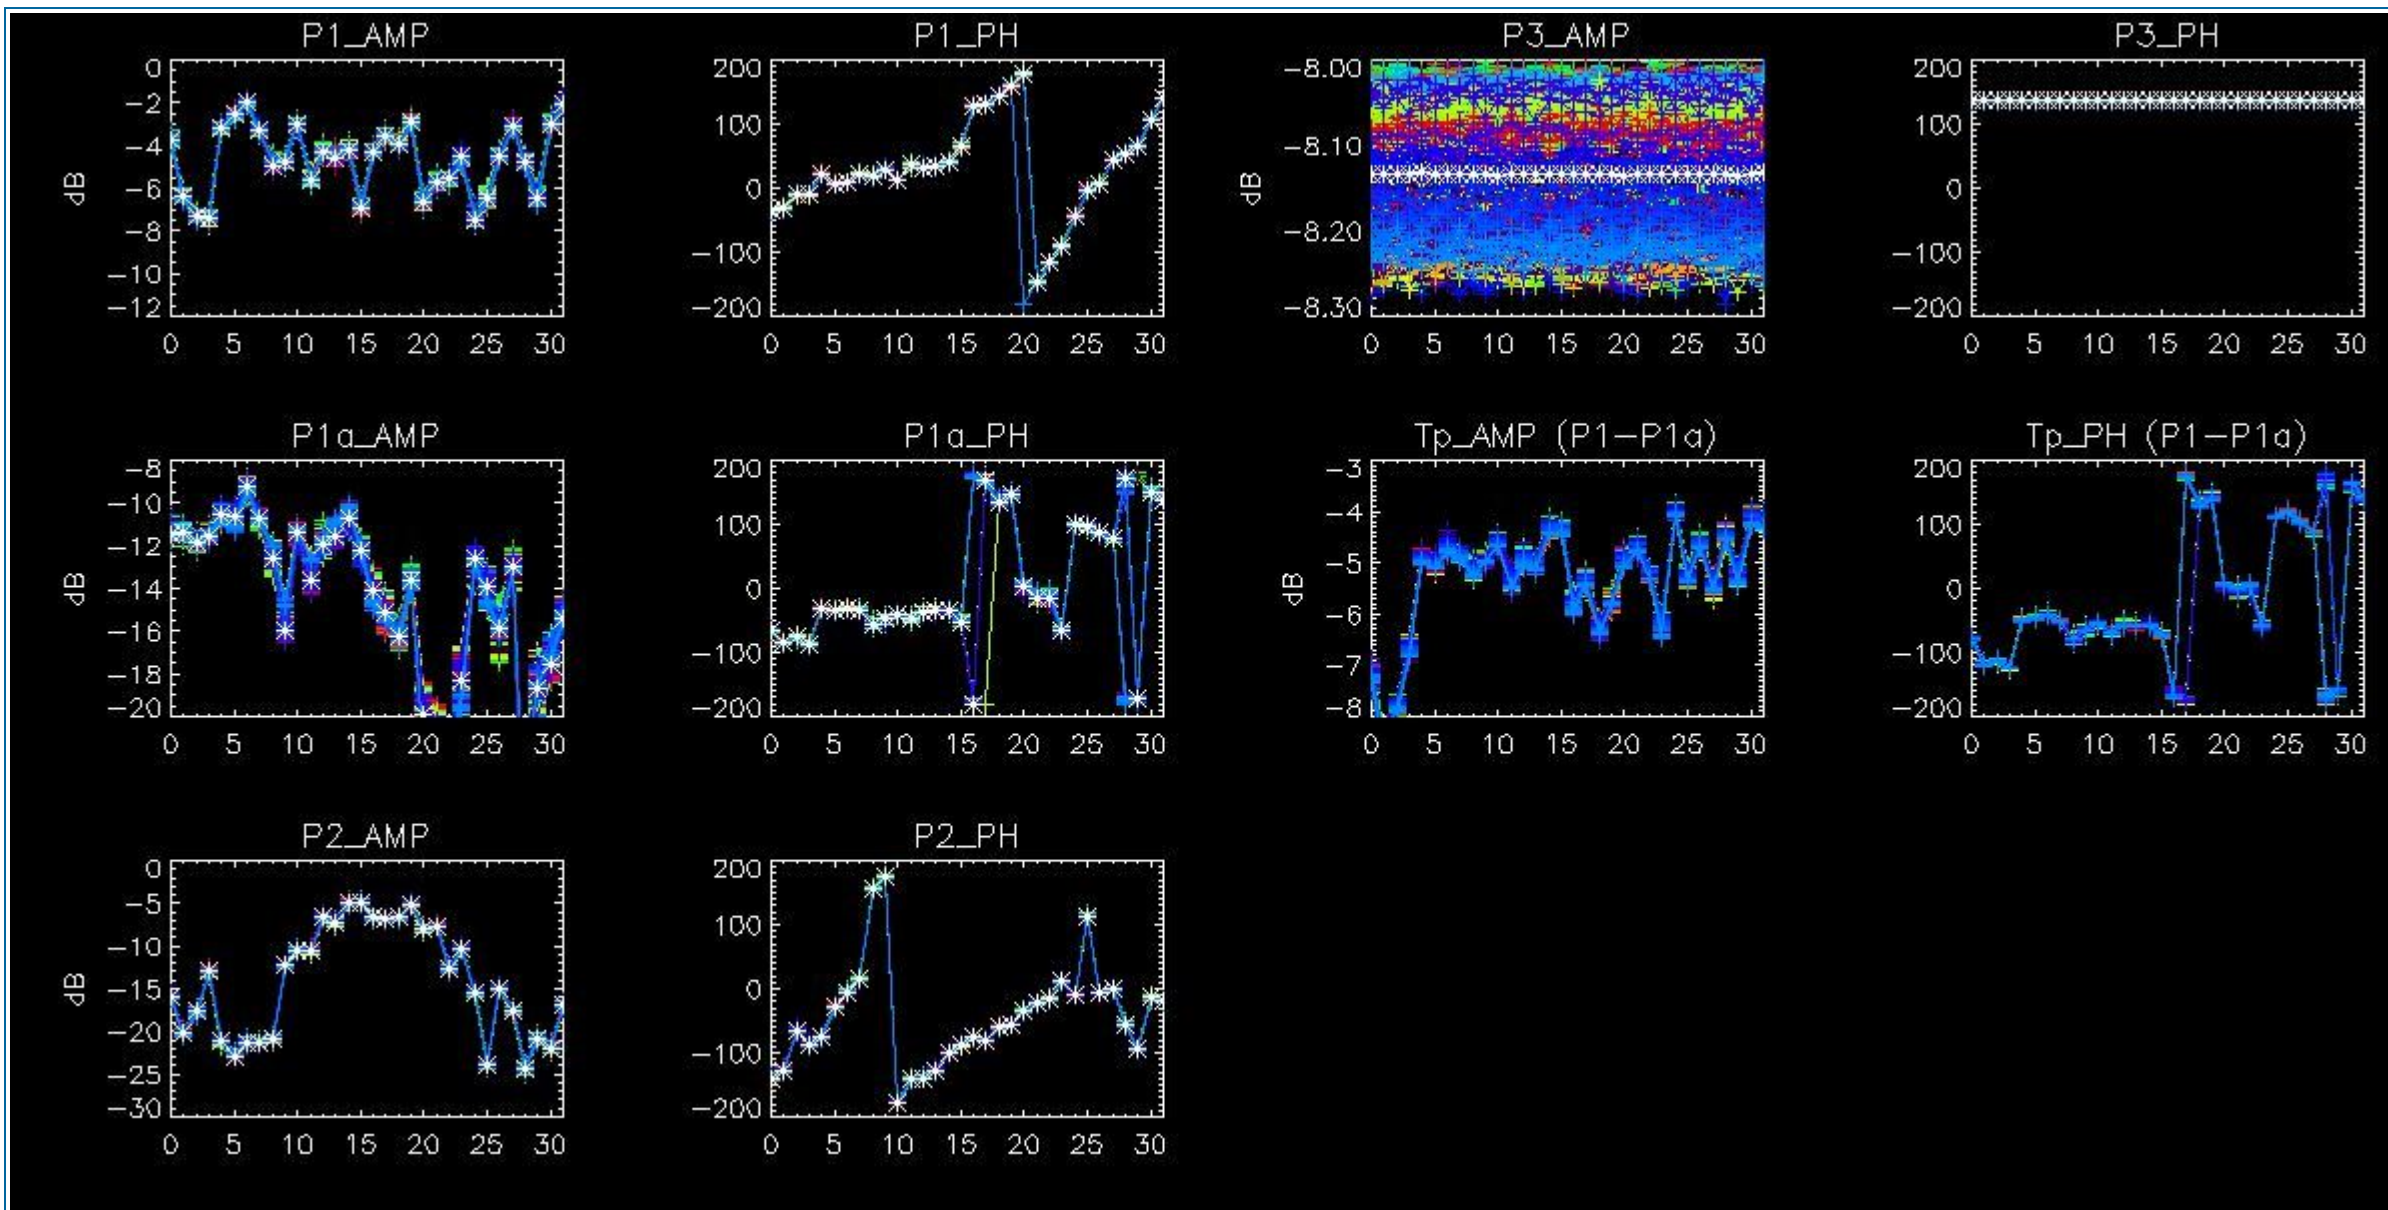 P1_AMP
0
−2
−4
−6
−8
−10
−12
dB
0 5 10 15 20 25 30
P1_PH
200
100
0
−100
−200
0 5 10 15 20 25 30
P3_AMP
−8.00
−8.10
−8.20
−8.30
dB
0 5 10 15 20 25 30
P3_PH
200
100
0
−100
−200
0 5 10 15 20 25 30
P1a_AMP
−8
−10
−12
−14
−16
−18
−20
dB
0 5 10 15 20 25 30
P1a_PH
200
100
0
−100
−200
0 5 10 15 20 25 30
Tp_AMP (P1−P1a)
−3
−4
−5
−6
−7
−8
dB
0 5 10 15 20 25 30
Tp_PH (P1−P1a)
200
100
0
−100
−200
0 5 10 15 20 25 30
P2_AMP
0
−5
−10
−15
−20
−25
−30
dB
0 5 10 15 20 25 30
P2_PH
200
100
0
−100
−200
0 5 10 15 20 25 30